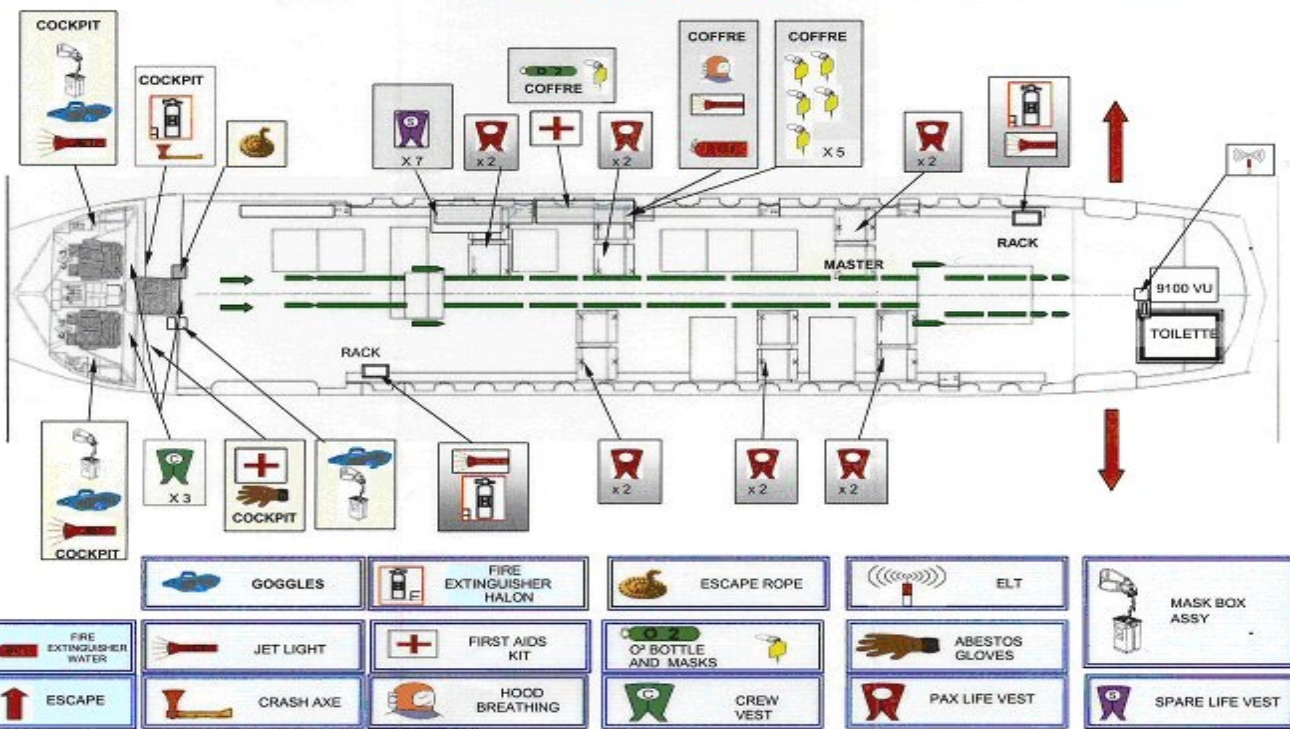 COCKPIT
COCKPIT
O 2
COFFRE
COFFRE
COFFRE
S
X 7
x 2
x 2
X 5
x 2
RACK
MASTER
9100 VU
TOILETTE
RACK
C
X 3
COCKPIT
COCKPIT
x 2
x 2
x 2
GOGGLES
F
FIRE
EXTINGUISHER
HALON
ESCAPE ROPE
ELT
MASK BOX
ASSY
FIRE
EXTINGUISHER
WATER
JET LIGHT
FIRST AIDS
KIT
O 2
O² BOTTLE
AND MASKS
ABESTOS
GLOVES
ESCAPE
CRASH AXE
HOOD
BREATHING
C
CREW
VEST
PAX LIFE VEST
S
SPARE LIFE VEST